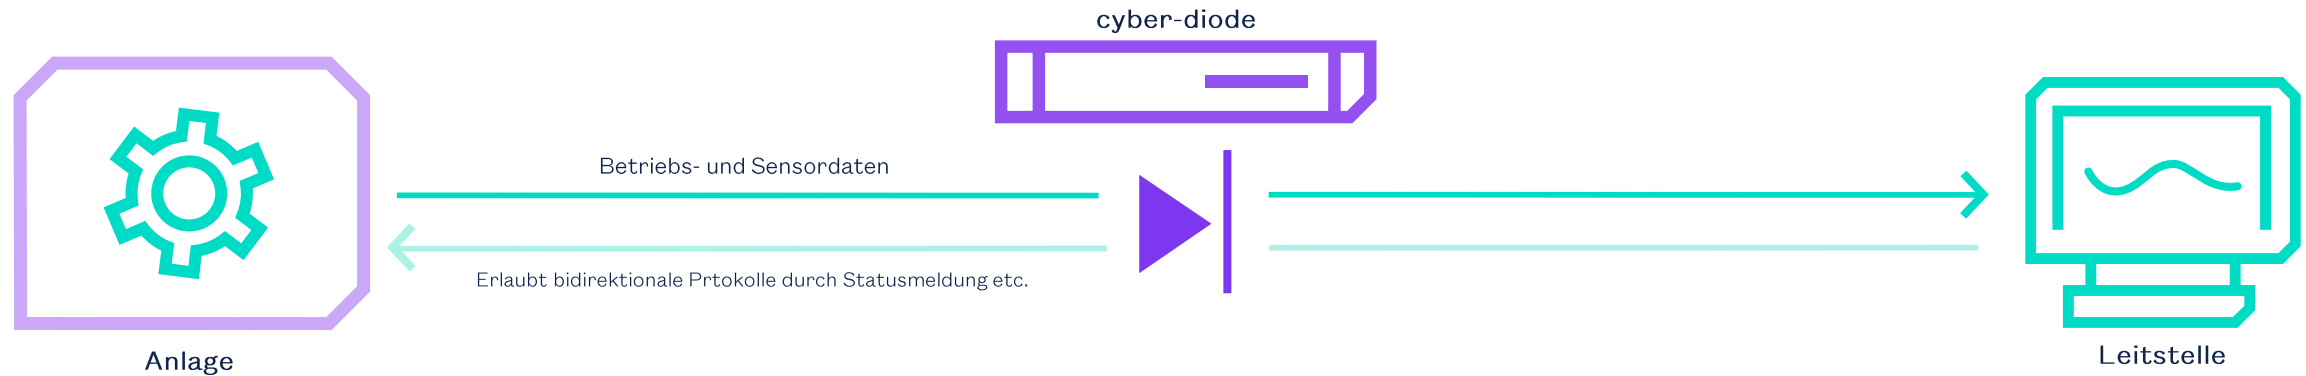 cyber-diode
Betriebs- und Sensordaten
Erlaubt bidirektionale Prtokolle durch Statusmeldung etc.
Anlage
Leitstelle